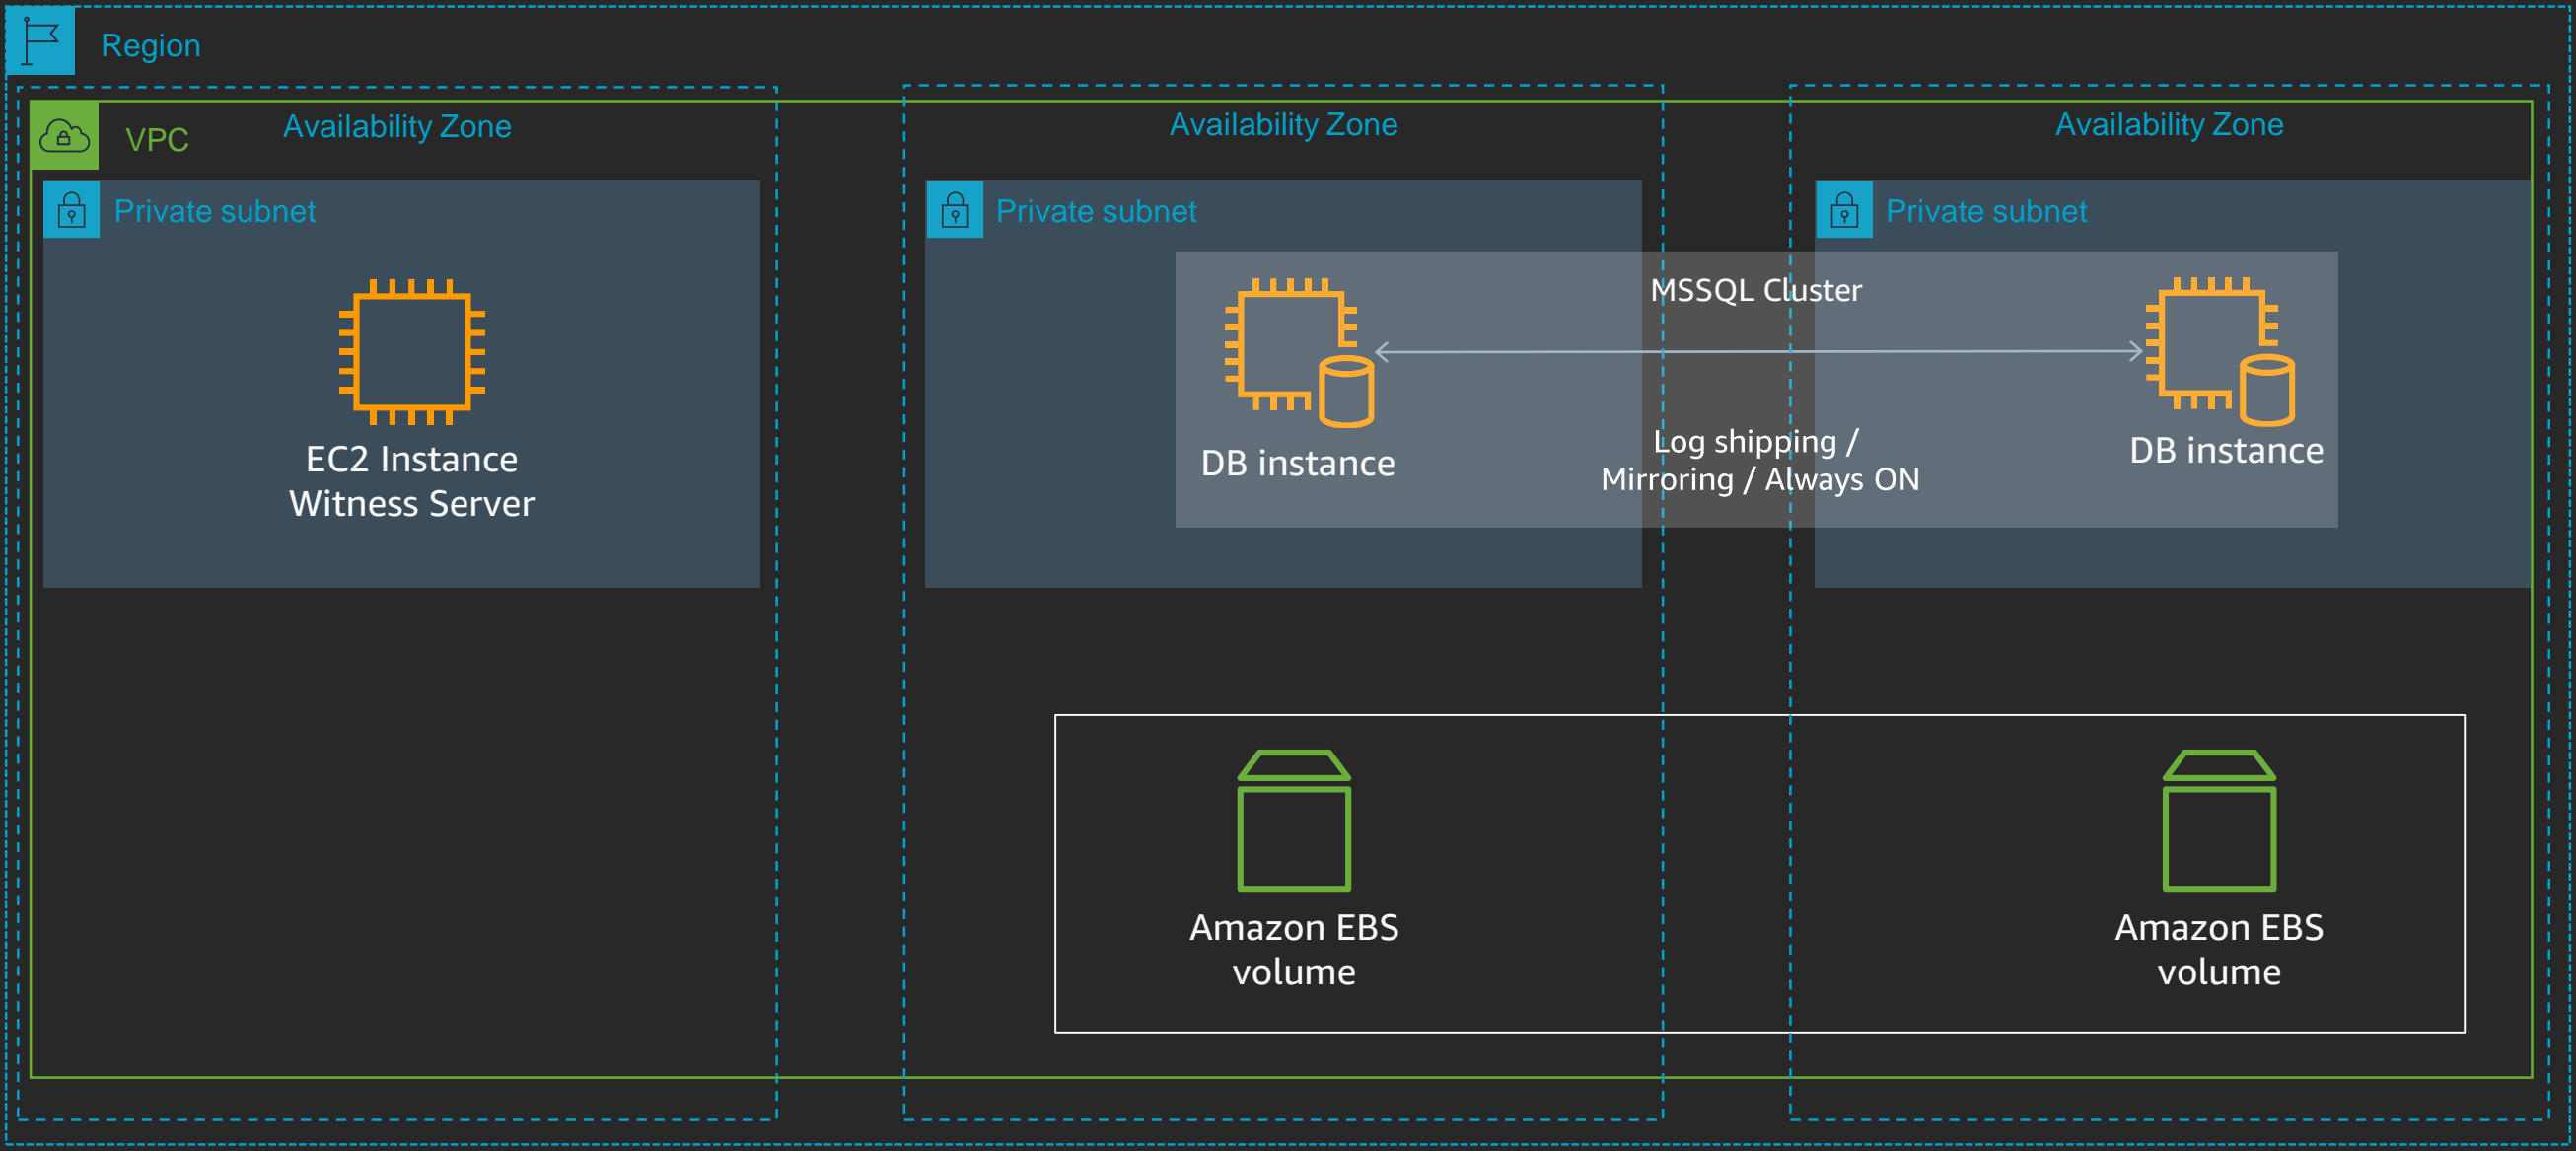 Region
VPC
Availability Zone
Availability Zone
Availability Zone
Private subnet
Private subnet
Private subnet
EC2 Instance
Witness Server
DB instance
MSSQL Cluster
Log shipping /
Mirroring / Always ON
DB instance
Amazon EBS
volume
Amazon EBS
volume